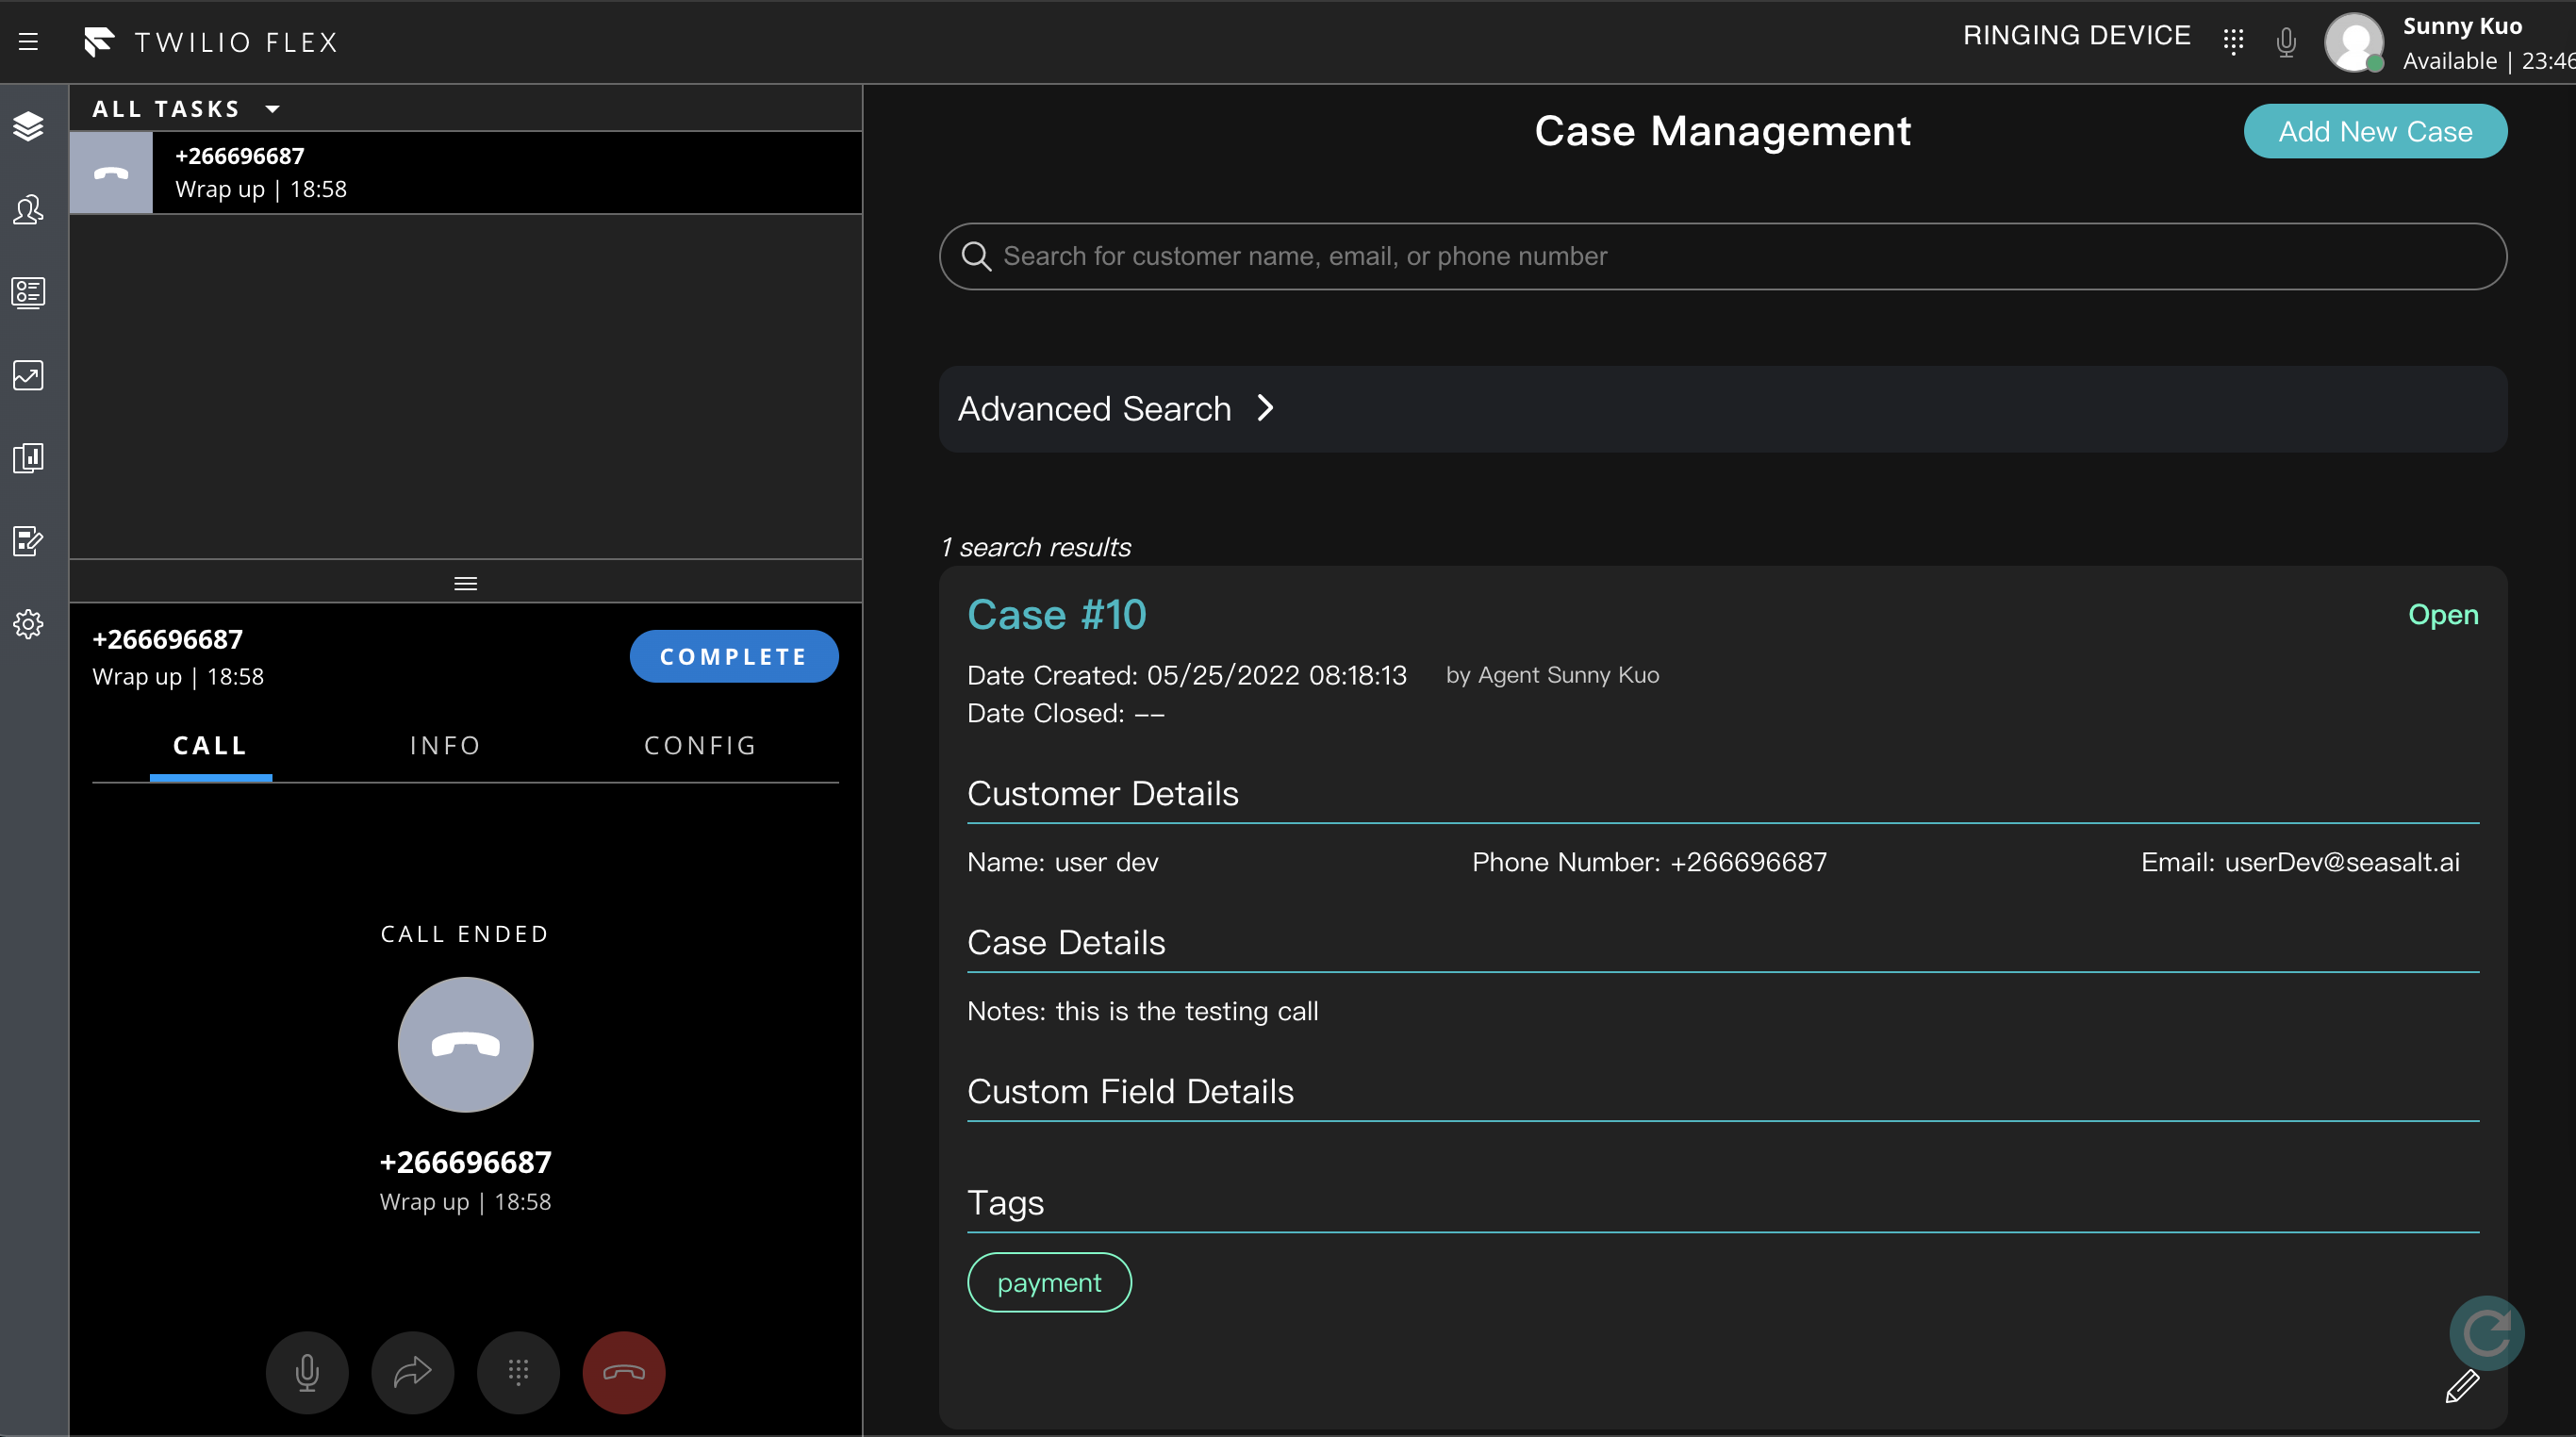 TWILIO FLEX
RINGING DEVICE
Sunny Kuo
Available | 23:46
ALL TASKS
+266696687
Wrap up | 18:58
+266696687
Wrap up | 18:58
COMPLETE
CALL INFO CONFIG
CALL ENDED
+266696687
Wrap up | 18:58
Case Management
Add New Case
Search for customer name, email, or phone number
Advanced Search
1 search results
Case #10
Open
Date Created: 05/25/2022 08:18:13 by Agent Sunny Kuo
Date Closed: --
Customer Details
Name: user dev Phone Number: +266696687 Email: userDev@seasalt.ai
Case Details
Notes: this is the testing call
Custom Field Details
Tags
payment